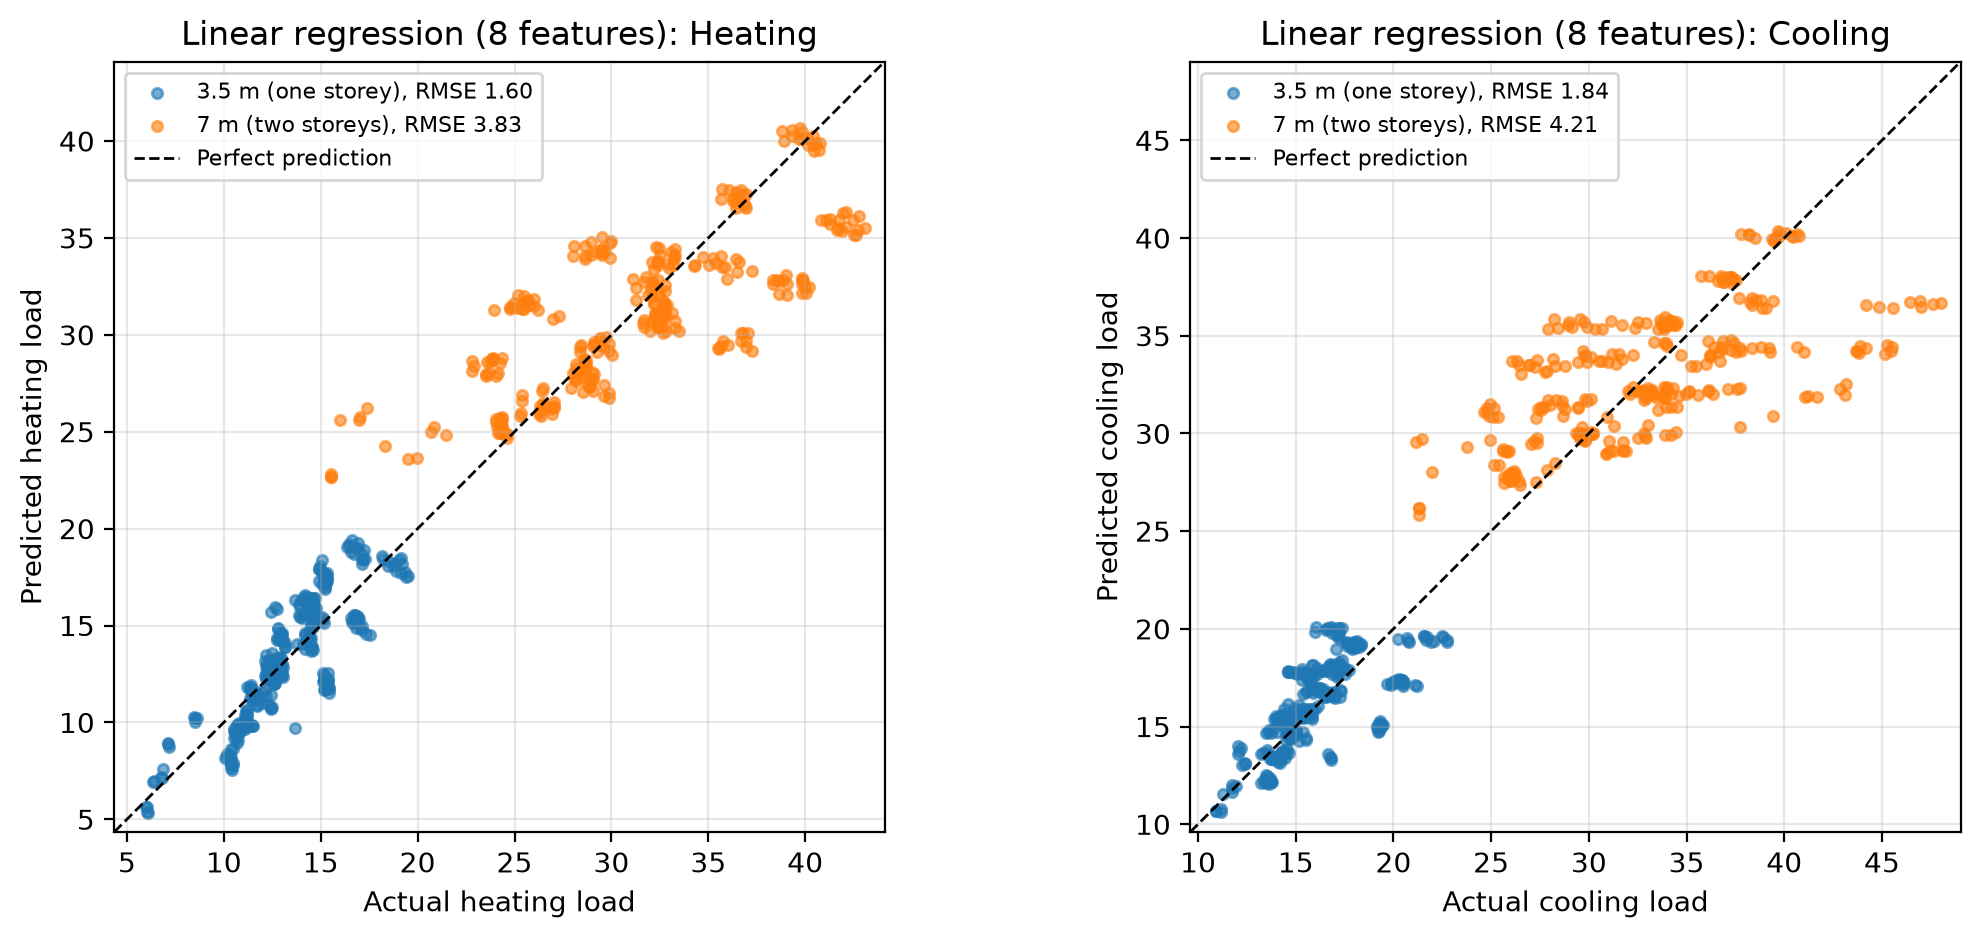 Linear regression (8 features): Heating
3.5 m (one storey), RMSE 1.60
7 m (two storeys), RMSE 3.83
Perfect prediction
40
35
30
25
20
15
10
5
Predicted heating load
5 10 15 20 25 30 35 40
Actual heating load
Linear regression (8 features): Cooling
3.5 m (one storey), RMSE 1.84
7 m (two storeys), RMSE 4.21
Perfect prediction
45
40
35
30
25
20
15
10
Predicted cooling load
10 15 20 25 30 35 40 45
Actual cooling load